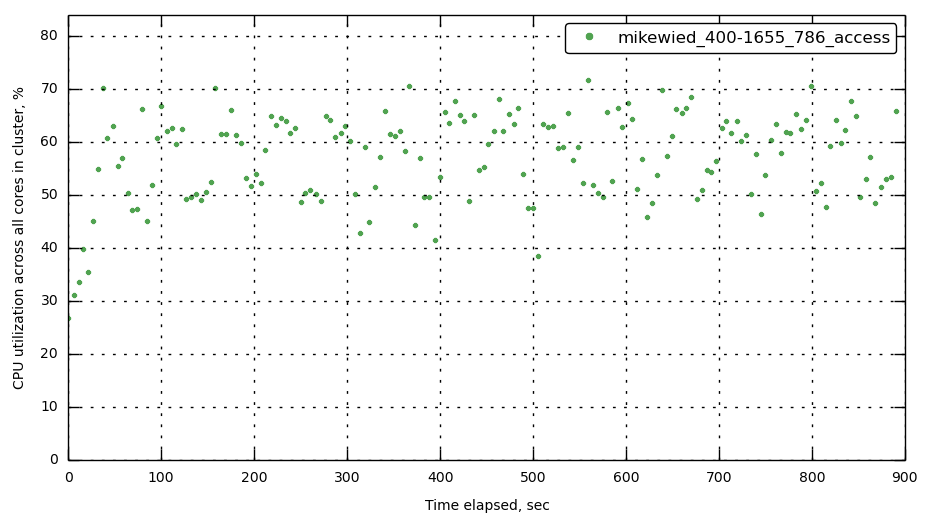 CPU utilization across all cores in cluster, %
80
70
60
50
40
30
20
10
0
mikewied_400-1655_786_access
0 100 200 300 400 500 600 700 800 900
Time elapsed, sec